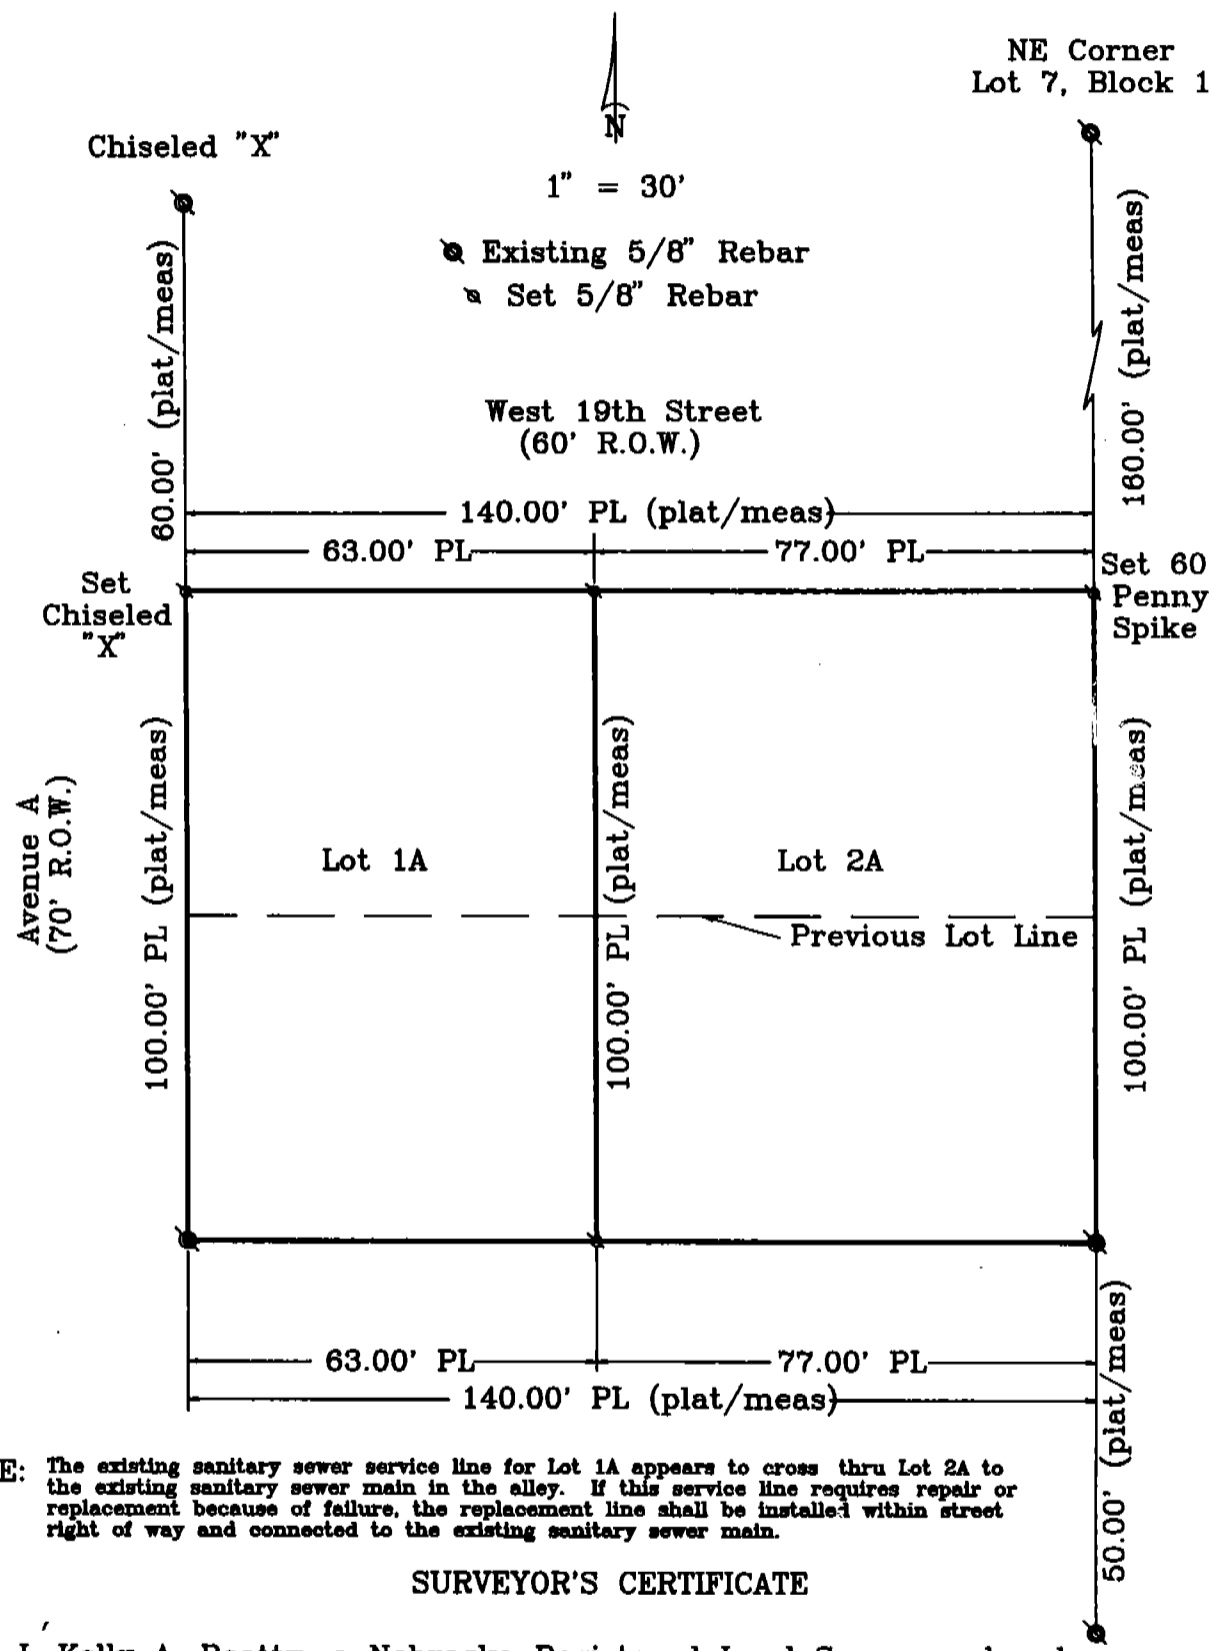 NE Corner
Lot 7, Block 1
Chiseled "X"
N
1" = 30'
Existing 5/8" Rebar
Set 5/8" Rebar
60.00' (plat/meas)
160.00' (plat/meas)
West 19th Street
(60' R.O.W.)
140.00' PL (plat/meas)
63.00' PL
77.00' PL
Set
Chiseled
"X"
Set 60
Penny
Spike
Avenue A
(70' R.O.W.)
100.00' PL (plat/meas)
Lot 1A
100.00' PL (plat/meas)
Lot 2A
100.00' PL (plat/meas)
Previous Lot Line
63.00' PL
77.00' PL
140.00' PL (plat/meas)
50.00' (plat/meas)
E: The existing sanitary sewer service line for Lot 1A appears to cross thru Lot 2A to
the existing sanitary sewer main in the alley. If this service line requires repair or
replacement because of failure, the replacement line shall be installed within street
right of way and connected to the existing sanitary sewer main.
SURVEYOR'S CERTIFICATE